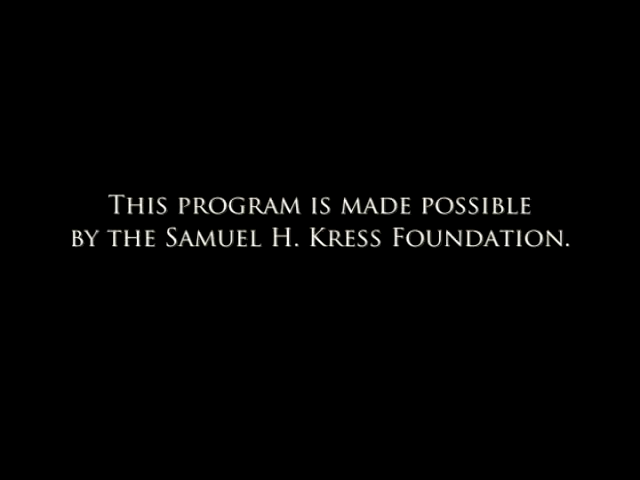 This program is made possible
by the Samuel H. Kress Foundation.